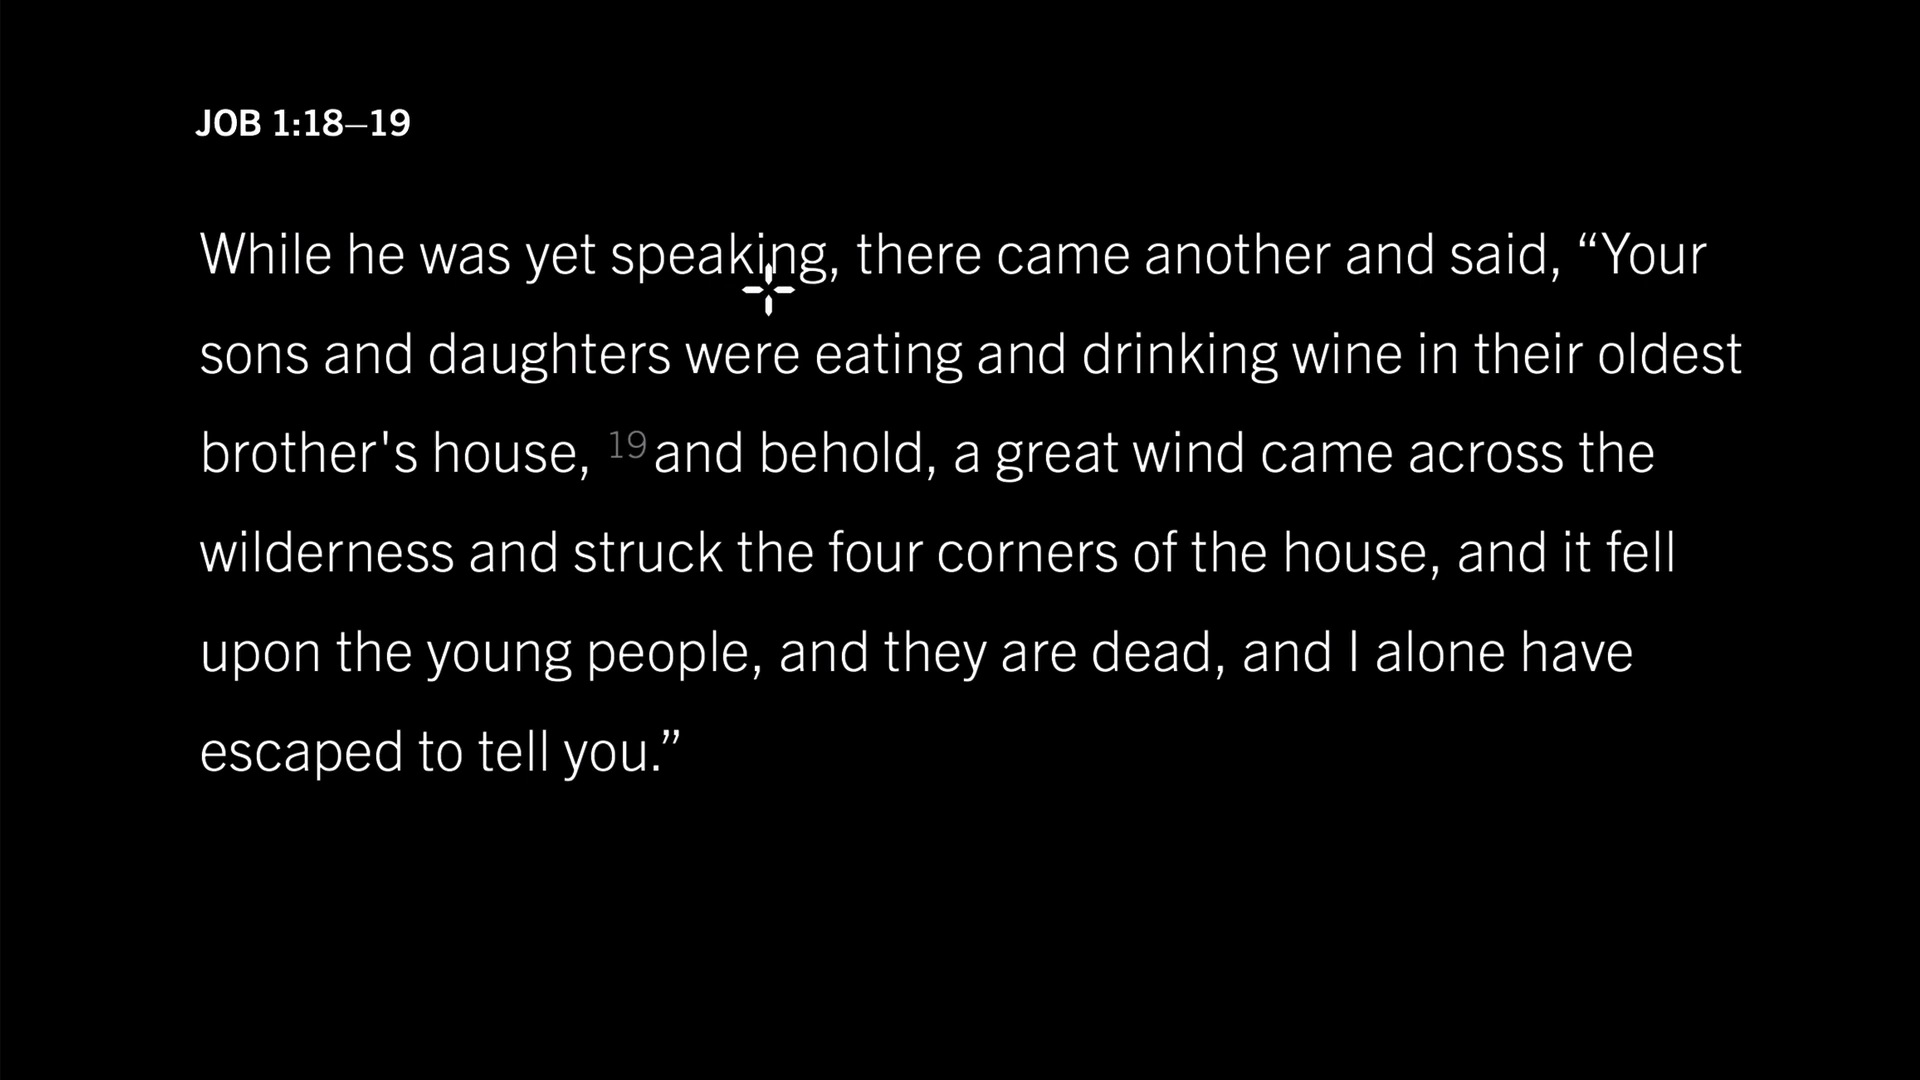 JOB 1:18–19
While he was yet speaking, there came another and said, “Your
sons and daughters were eating and drinking wine in their oldest
brother's house, 19 and behold, a great wind came across the
wilderness and struck the four corners of the house, and it fell
upon the young people, and they are dead, and I alone have
escaped to tell you.”